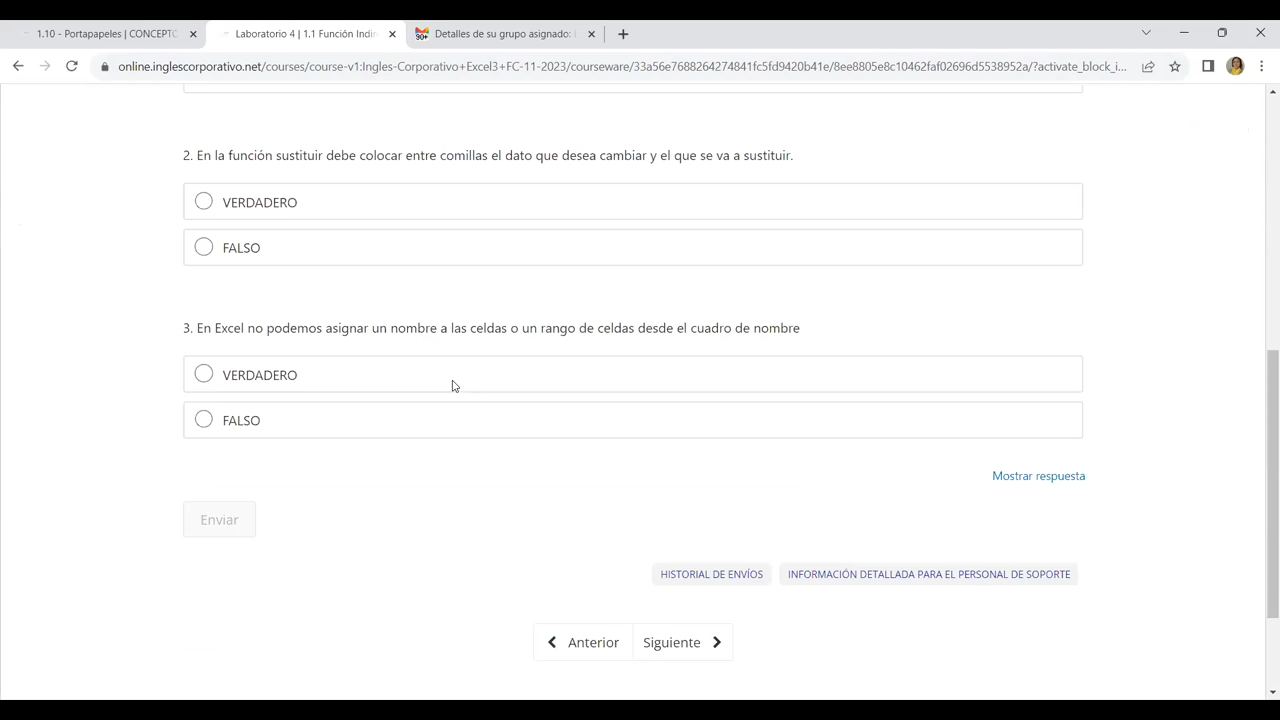 1.10 - Portapapeles | CONCEPTO
Laboratorio 4 | 1.1 Función Indir
90+
Detalles de su grupo asignado:
online.inglescorporativo.net/courses/course-v1:Ingles-Corporativo+Excel3+FC-11-2023/courseware/33a56e7688264274841fc5fd9420b41e/8ee8805e8c10462faf02696d5538952a/?activate_block_i...
2. En la función sustituir debe colocar entre comillas el dato que desea cambiar y el que se va a sustituir.
VERDADERO
FALSO
3. En Excel no podemos asignar un nombre a las celdas o un rango de celdas desde el cuadro de nombre
VERDADERO
FALSO
Mostrar respuesta
Enviar
HISTORIAL DE ENVÍOS
INFORMACIÓN DETALLADA PARA EL PERSONAL DE SOPORTE
Anterior
Siguiente